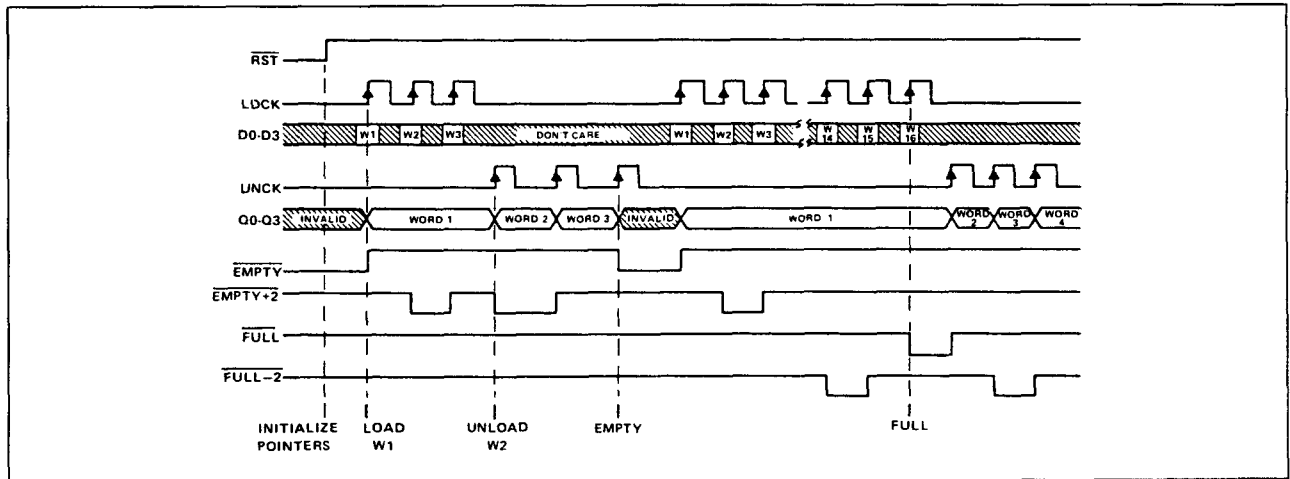 RST
LDCK
D0-D3 W1 W2 W3 DON'T CARE W1 W2 W3 W 14 W 15 W 16
UNCK
Q0-Q3 INVALID WORD 1 WORD 2 WORD 3 INVALID WORD 1 WORD 2 WORD 3 WORD 4
EMPTY
EMPTY+2
FULL
FULL-2
INITIALIZE POINTERS
LOAD W1
UNLOAD W2
EMPTY
FULL